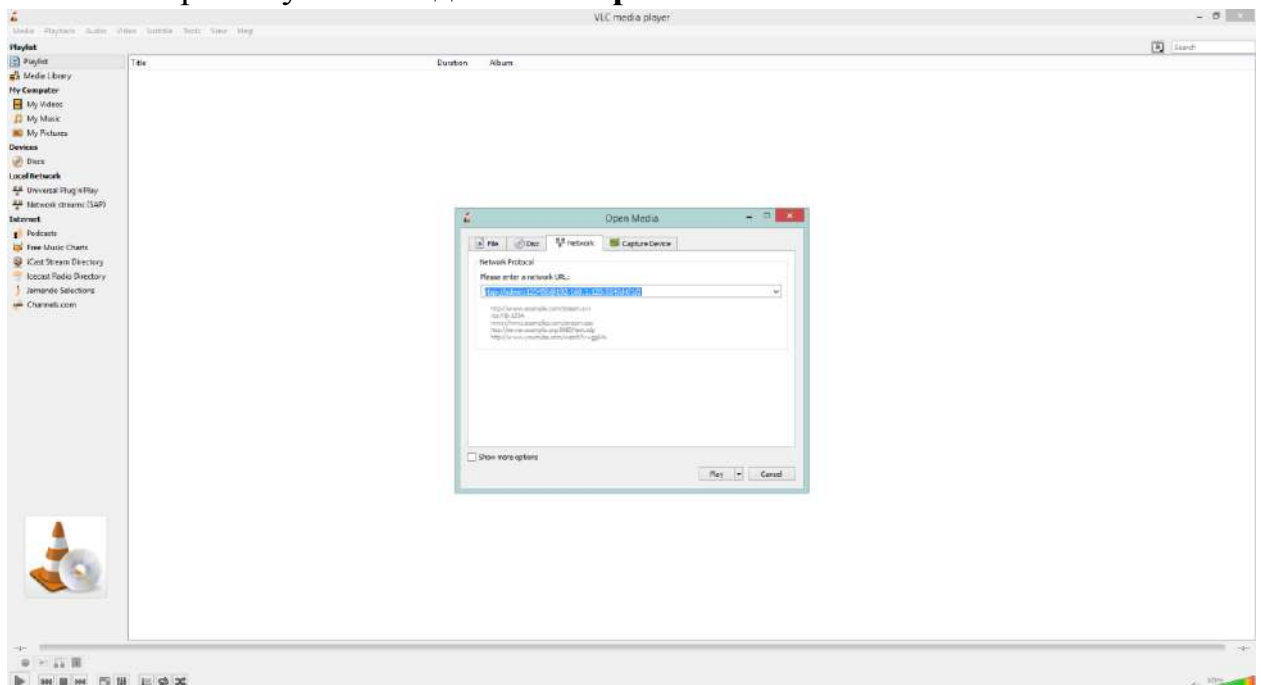 VLC media player
Media Playback Audio Video Subtitle Tools View Help
Playlist
Search
Playlist
Title Duration Album
Media Library
My Computer
My Videos
My Music
My Pictures
Devices
Discs
Local Network
Universal Plug'n'Play
Network streams (SAP)
Internet
Podcasts
Free Music Charts
iCast Stream Directory
Icecast Radio Directory
Jamendo Selections
Channels.com
Open Media
File Disc Network Capture Device
Network Protocol
Please enter a network URL:
Show more options
Play Cancel